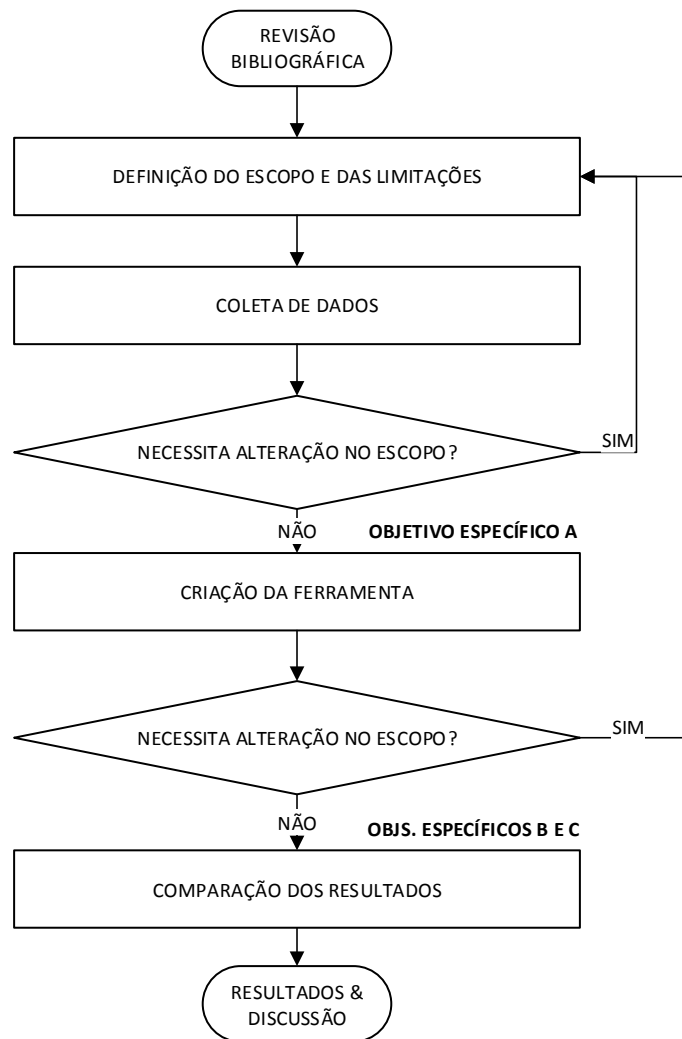 REVISÃO
BIBLIOGRÁFICA
DEFINIÇÃO DO ESCOPO E DAS LIMITAÇÕES
COLETA DE DADOS
NECESSITA ALTERAÇÃO NO ESCOPO?
SIM
NÃO
OBJETIVO ESPECÍFICO A
CRIAÇÃO DA FERRAMENTA
NECESSITA ALTERAÇÃO NO ESCOPO?
SIM
NÃO
OBJS. ESPECÍFICOS B E C
COMPARAÇÃO DOS RESULTADOS
RESULTADOS &
DISCUSSÃO